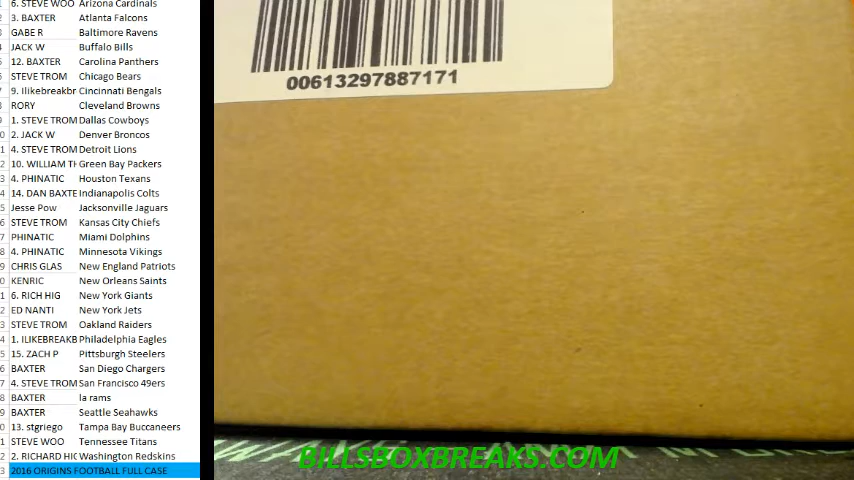 6. STEVE WOO Arizona Cardinals
3. BAXTER Atlanta Falcons
GABE R Baltimore Ravens
JACK W Buffalo Bills
12. BAXTER Carolina Panthers
STEVE TROM Chicago Bears
9. Ilikebreakbr Cincinnati Bengals
RORY Cleveland Browns
1. STEVE TROM Dallas Cowboys
2. JACK W Denver Broncos
4. STEVE TROM Detroit Lions
10. WILLIAM TH Green Bay Packers
4. PHINATIC Houston Texans
14. DAN BAXTE Indianapolis Colts
Jesse Pow Jacksonville Jaguars
STEVE TROM Kansas City Chiefs
PHINATIC Miami Dolphins
4. PHINATIC Minnesota Vikings
CHRIS GLAS New England Patriots
KENRIC New Orleans Saints
6. RICH HIG New York Giants
ED NANTI New York Jets
STEVE TROM Oakland Raiders
1. ILIKEBREAKB Philadelphia Eagles
15. ZACH P Pittsburgh Steelers
BAXTER San Diego Chargers
4. STEVE TROM San Francisco 49ers
BAXTER la rams
BAXTER Seattle Seahawks
13. stgriego Tampa Bay Buccaneers
STEVE WOO Tennessee Titans
2. RICHARD HIG Washington Redskins
2016 ORIGINS FOOTBALL FULL CASE
00613297887171
BILLSBOXBREAKS.COM